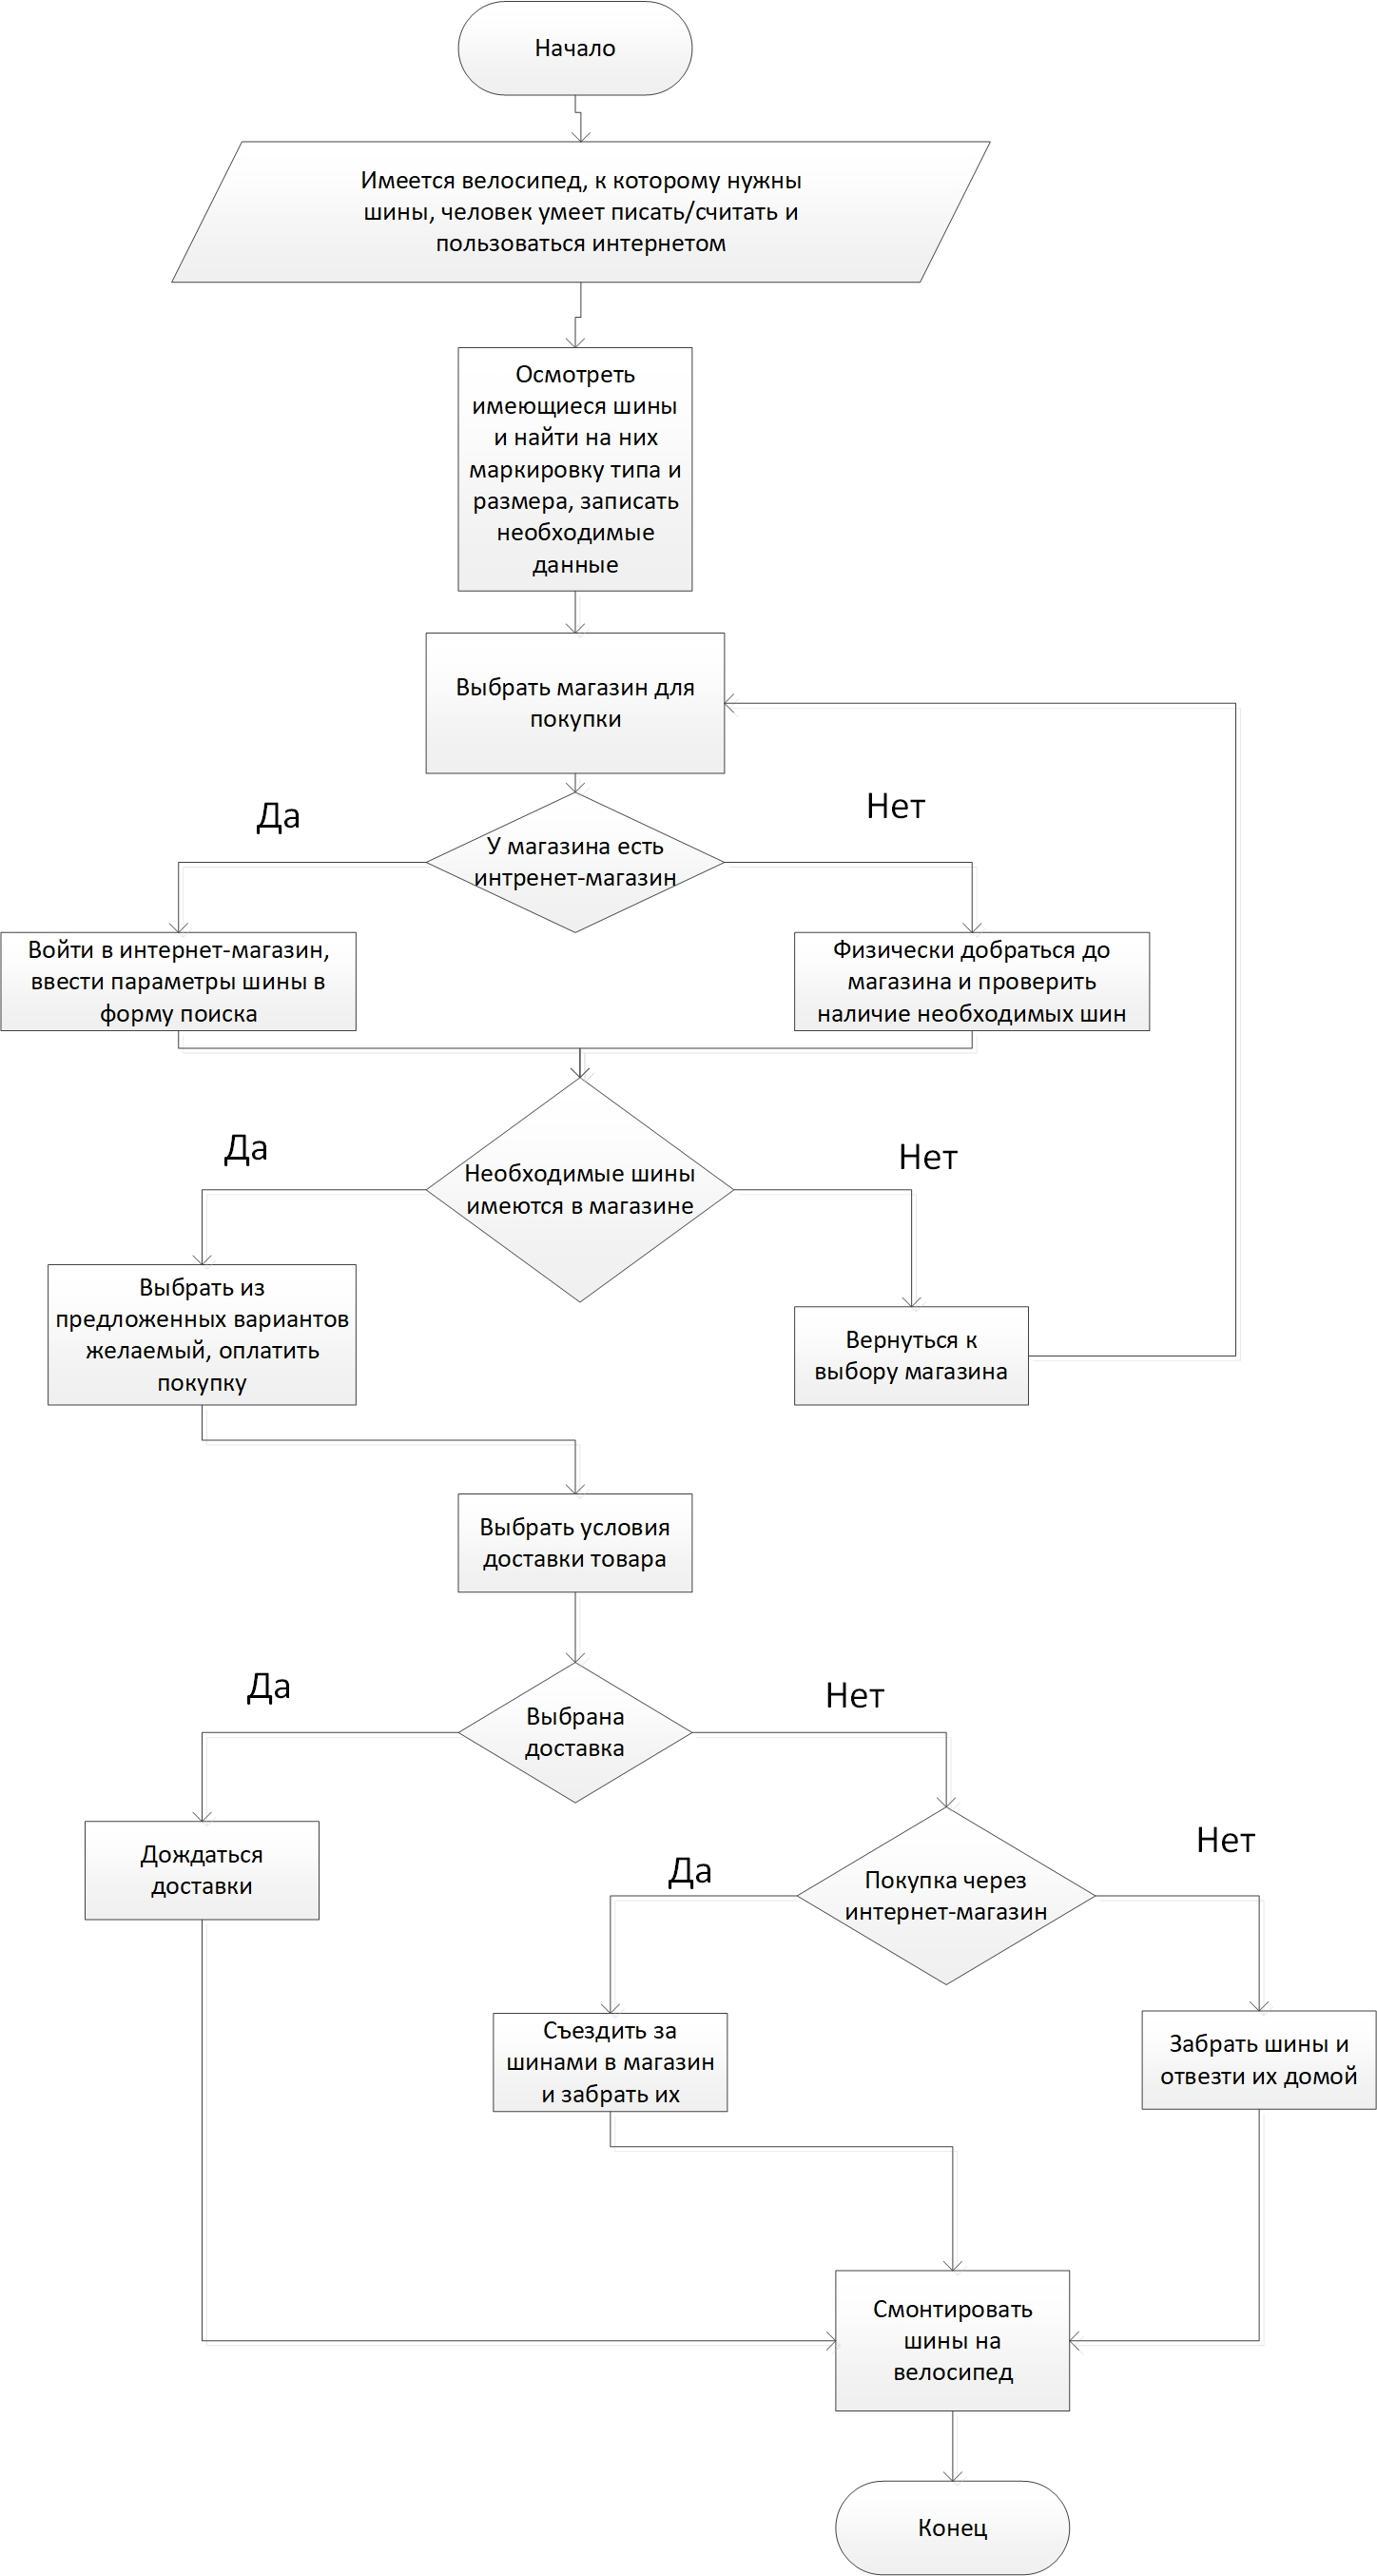 Начало
Имеется велосипед, к которому нужны
шины, человек умеет писать/считать и
пользоваться интернетом
Осмотреть
имеющиеся шины
и найти на них
маркировку типа и
размера, записать
необходимые
данные
Выбрать магазин для
покупки
Да
Нет
У магазина есть
интренет-магазин
Войти в интернет-магазин,
ввести параметры шины в
форму поиска
Физически добраться до
магазина и проверить
наличие необходимых шин
Да
Нет
Необходимые шины
имеются в магазине
Выбрать из
предложенных вариантов
желаемый, оплатить
покупку
Вернуться к
выбору магазина
Выбрать условия
доставки товара
Да
Нет
Выбрана
доставка
Дождаться
доставки
Да
Нет
Покупка через
интернет-магазин
Съездить за
шинами в магазин
и забрать их
Забрать шины и
отвезти их домой
Смонтировать
шины на
велосипед
Конец